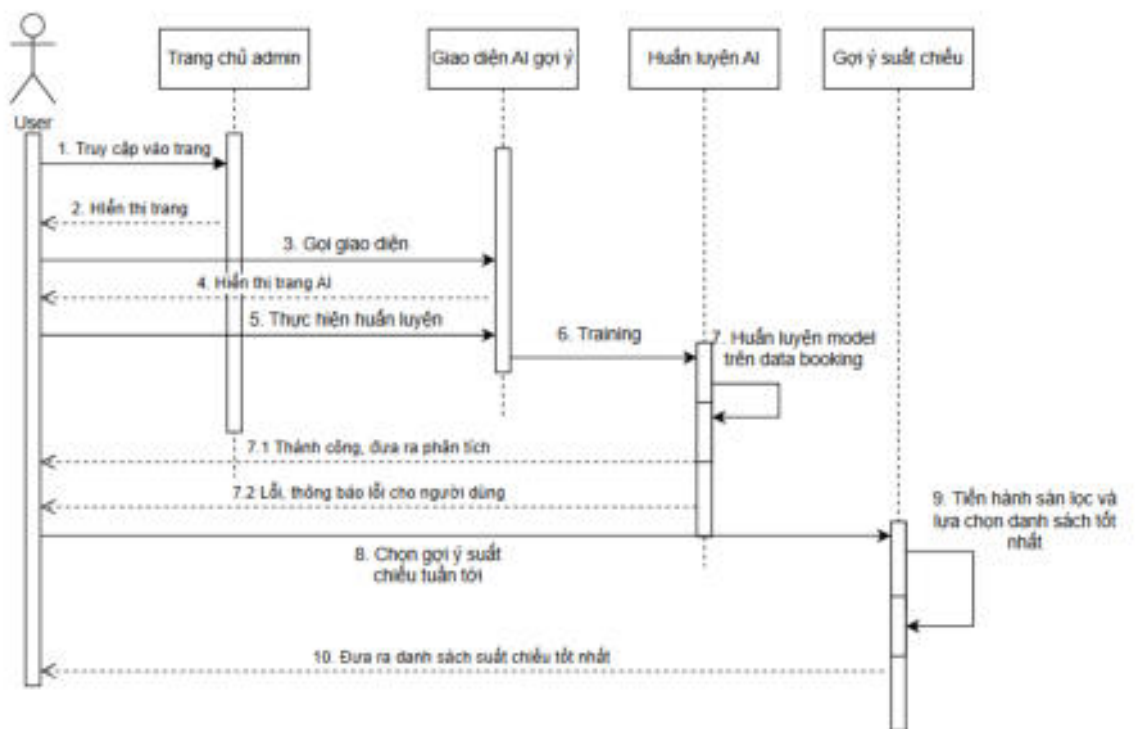 Trang chủ admin
Giao diện AI gợi ý
Huấn luyện AI
Gợi ý suất chiếu
User
1. Truy cập vào trang
2. Hiển thị trang
3. Gọi giao diện
4. Hiển thị trang AI
5. Thực hiện huấn luyện
6. Training
7. Huấn luyện model
trên data booking
7.1 Thành công, đưa ra phân tích
7.2 Lỗi, thông báo lỗi cho người dùng
8. Chọn gợi ý suất
chiếu tuần tới
9. Tiến hành sàn lọc và
lựa chọn danh sách tốt
nhất
10. Đưa ra danh sách suất chiếu tốt nhất